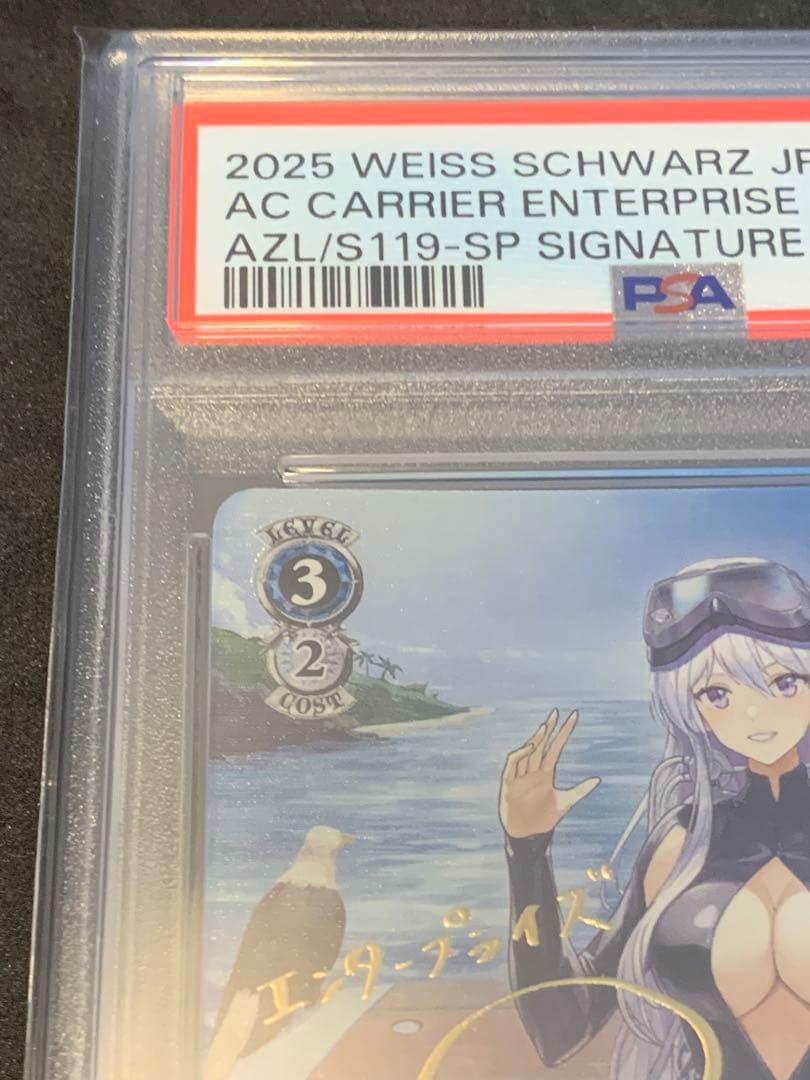 2025 WEISS SCHWARZ
AC CARRIER ENTERPRISE
AZL/S119-SP SIGNATURE
PSA
LEVEL
3
2
COST
エンタープライズ